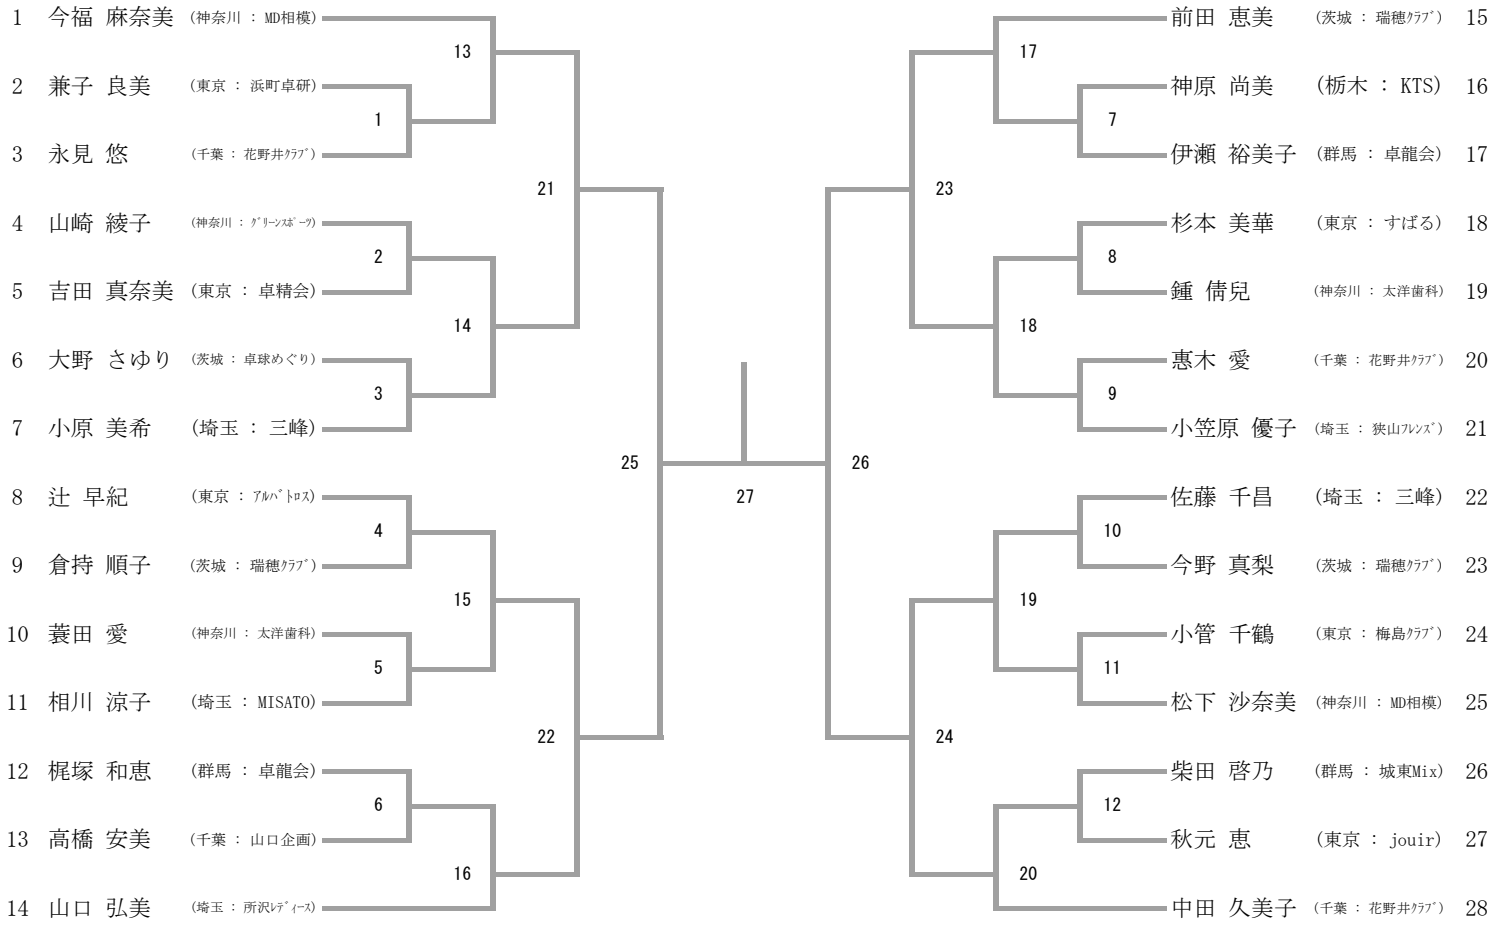 1 今福 麻奈美 (神奈川 : MD相模)
13
2 兼子 良美 (東京 : 浜町卓研)
1
3 永見 悠 (千葉 : 花野井ｸﾗﾌﾞ)
21
4 山崎 綾子 (神奈川 : ｸﾞﾘｰﾝｽﾎﾟｰﾂ)
2
5 吉田 真奈美 (東京 : 卓精会)
14
6 大野 さゆり (茨城 : 卓球めぐり)
3
7 小原 美希 (埼玉 : 三峰)
25
8 辻 早紀 (東京 : ｱﾙﾊﾞﾄﾛｽ)
4
9 倉持 順子 (茨城 : 瑞穂ｸﾗﾌﾞ)
15
10 蓑田 愛 (神奈川 : 太洋歯科)
5
11 相川 涼子 (埼玉 : MISATO)
22
12 梶塚 和恵 (群馬 : 卓龍会)
6
13 高橋 安美 (千葉 : 山口企画)
16
14 山口 弘美 (埼玉 : 所沢ﾚﾃﾞｨｰｽ)
27
前田 恵美 (茨城 : 瑞穂ｸﾗﾌﾞ) 15
17
神原 尚美 (栃木 : KTS) 16
7
伊瀬 裕美子 (群馬 : 卓龍会) 17
23
杉本 美華 (東京 : すばる) 18
8
鍾 倩兒 (神奈川 : 太洋歯科) 19
18
惠木 愛 (千葉 : 花野井ｸﾗﾌﾞ) 20
9
小笠原 優子 (埼玉 : 狭山ﾌﾚﾝｽﾞ) 21
26
佐藤 千昌 (埼玉 : 三峰) 22
10
今野 真梨 (茨城 : 瑞穂ｸﾗﾌﾞ) 23
19
小管 千鶴 (東京 : 梅島ｸﾗﾌﾞ) 24
11
松下 沙奈美 (神奈川 : MD相模) 25
24
柴田 啓乃 (群馬 : 城東Mix) 26
12
秋元 恵 (東京 : jouir) 27
20
中田 久美子 (千葉 : 花野井ｸﾗﾌﾞ) 28